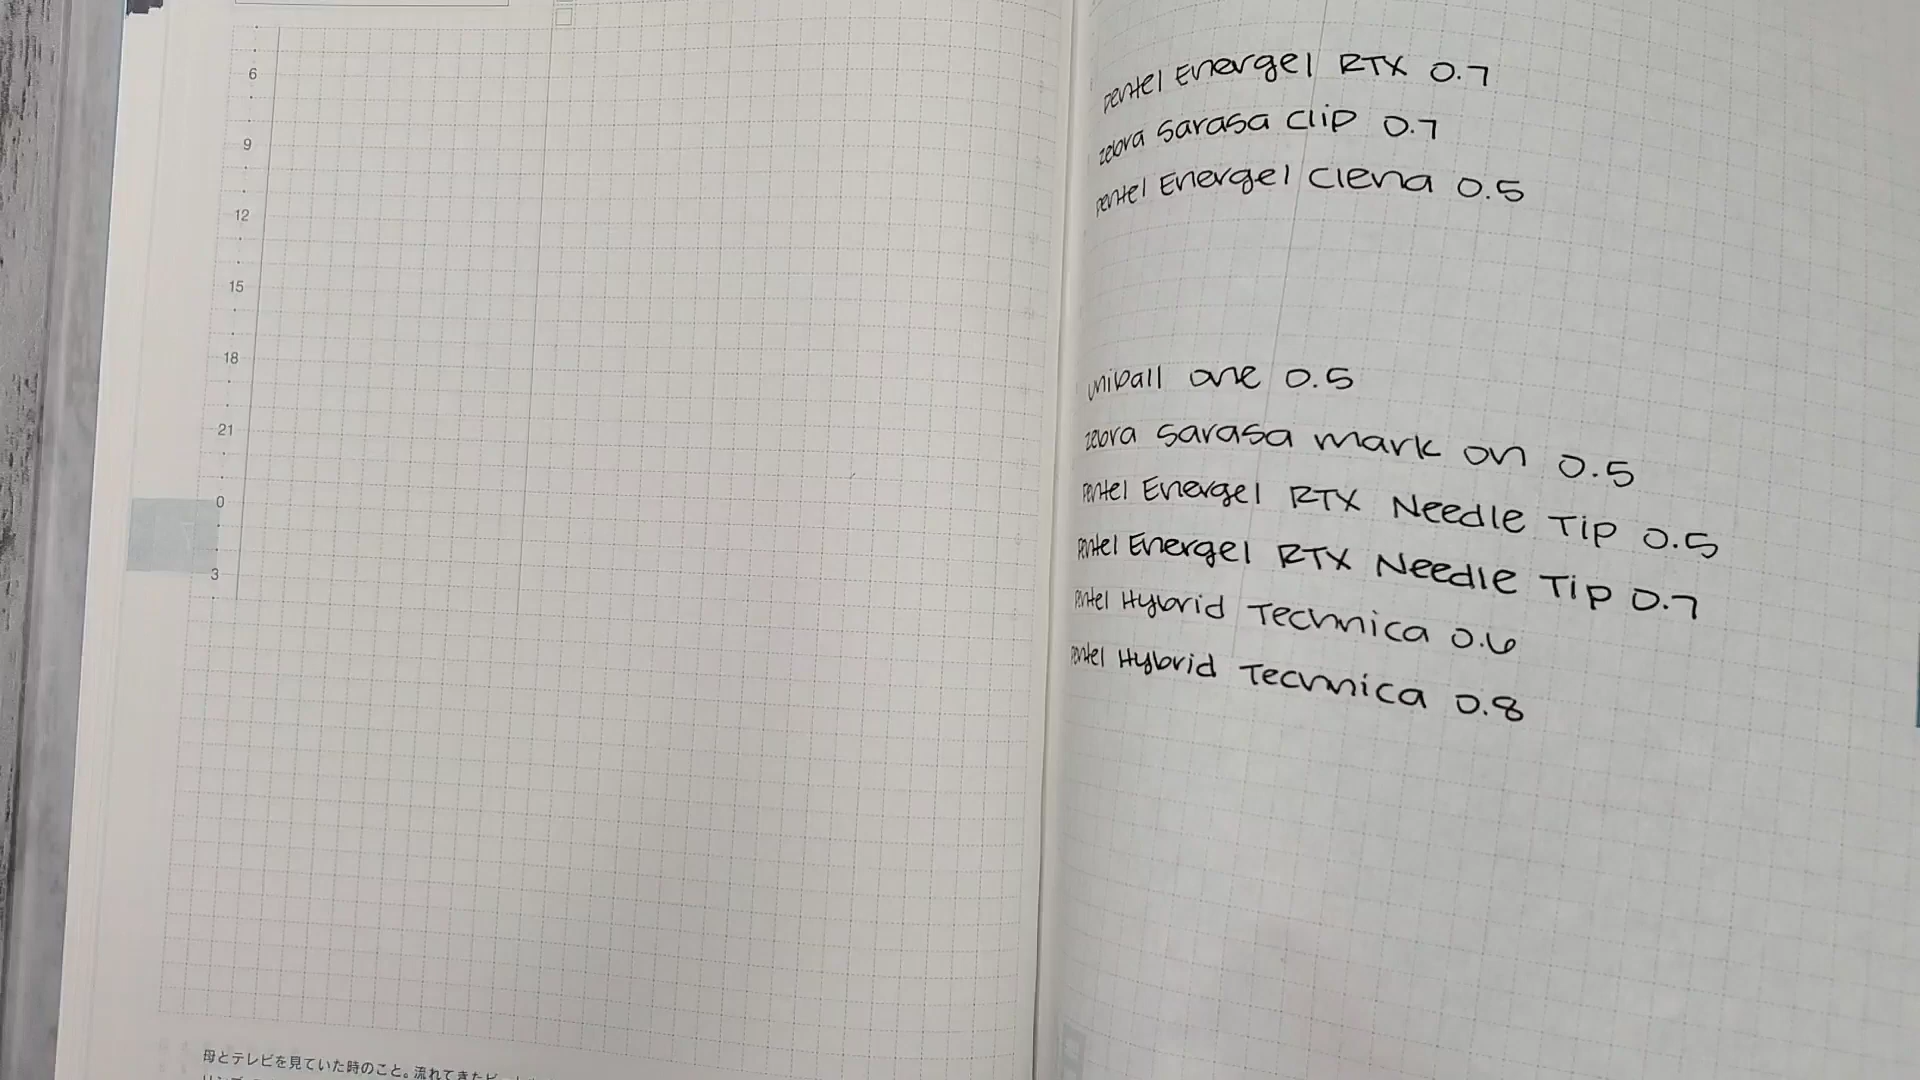 6
9
12
15
18
21
0
3
母とテレビを見ていた時のこと。流れてきた
pentel Energel RTX 0.7
zebra Sarasa Clip 0.7
pentel Energel Clena 0.5
uniball one 0.5
zebra Sarasa mark on 0.5
pentel Energel RTX Needle Tip 0.5
pentel Energel RTX Needle Tip 0.7
pentel Hybrid Technica 0.6
pentel Hybrid Technica 0.8